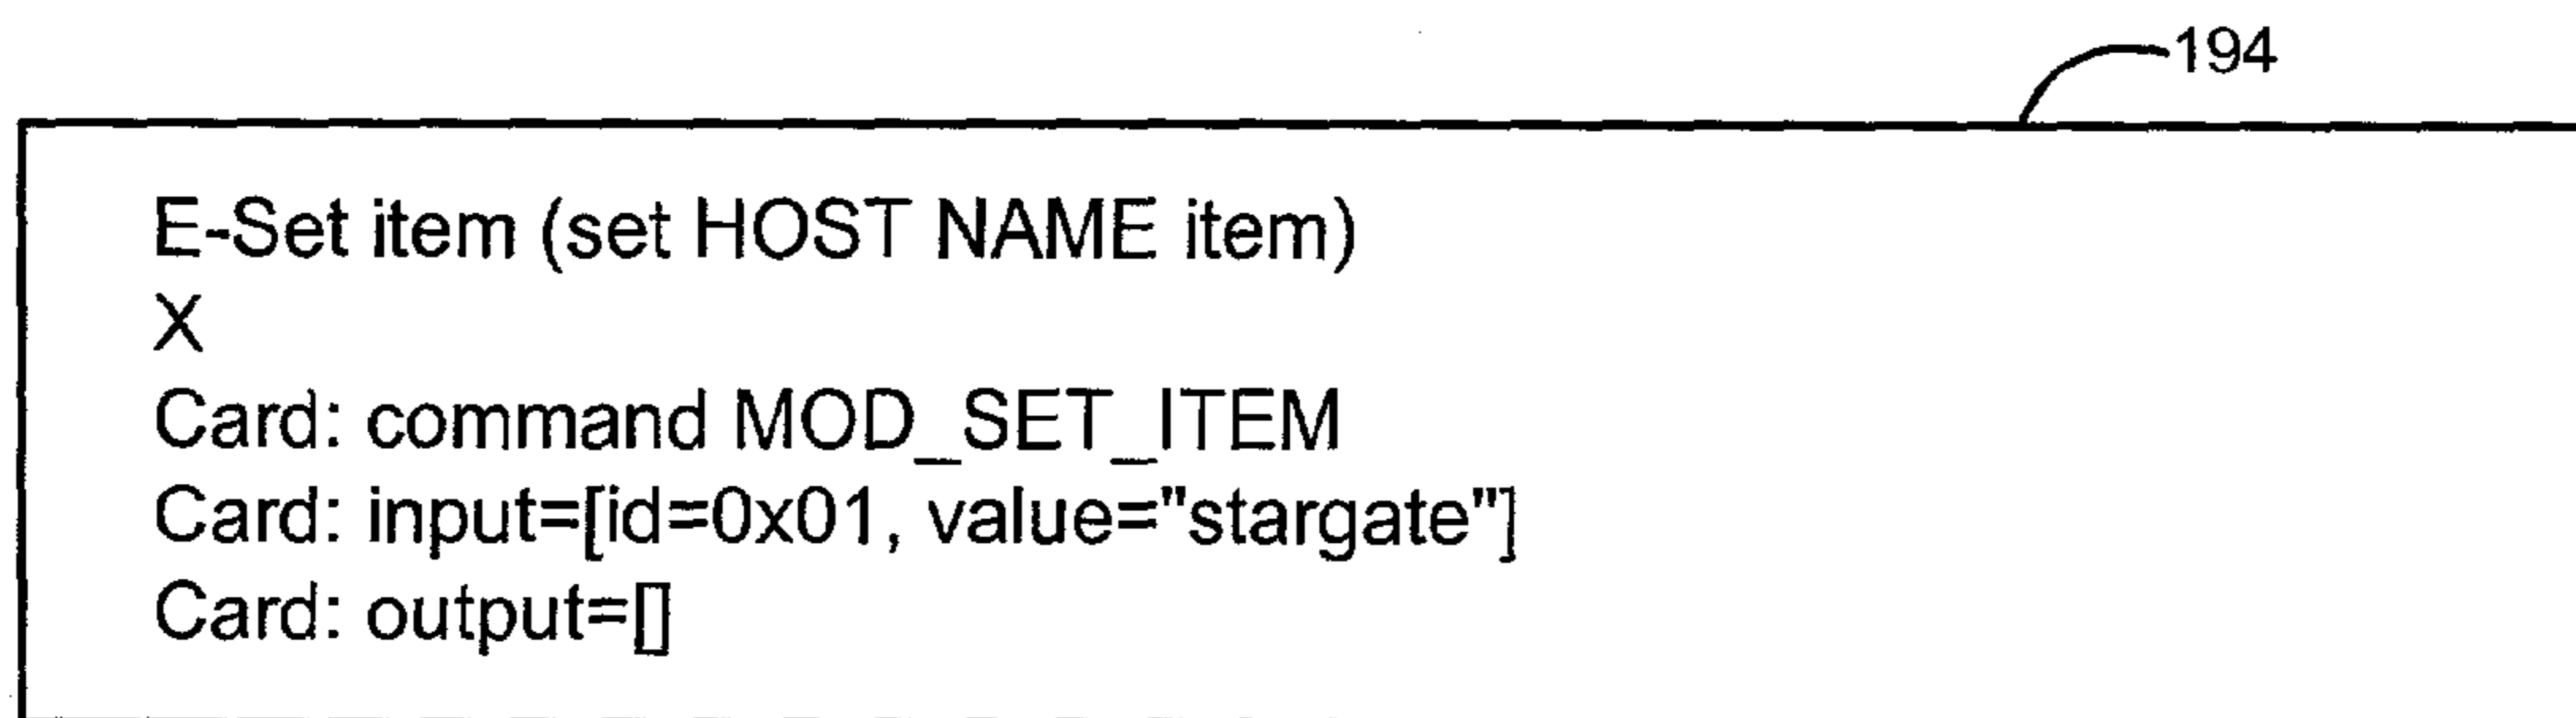 194
E-Set item (set HOST NAME item)
X
Card: command MOD_SET_ITEM
Card: input=[id=0x01, value="stargate"]
Card: output=[]